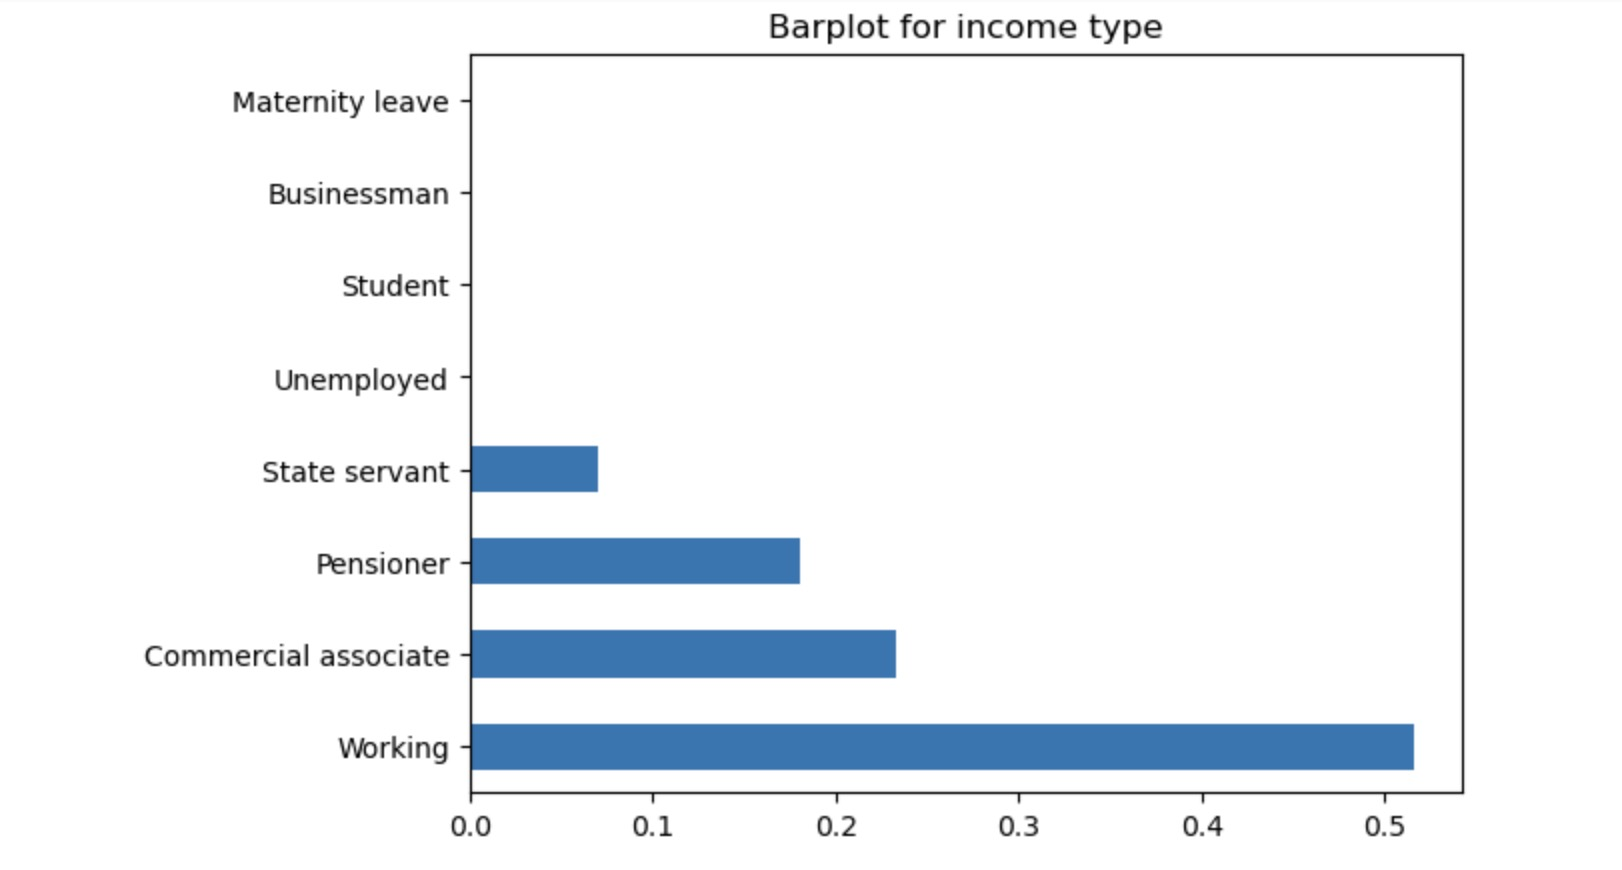 Barplot for income type
Maternity leave
Businessman
Student
Unemployed
State servant
Pensioner
Commercial associate
Working
0.0 0.1 0.2 0.3 0.4 0.5